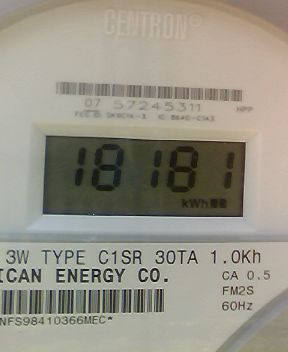 CENTRON®
07 57245311
18181
kWh
3W TYPE C1SR 30TA 1.0Kh
ICAN ENERGY CO.
CA 0.5
FM2S
60Hz
NFS98410366MEC*